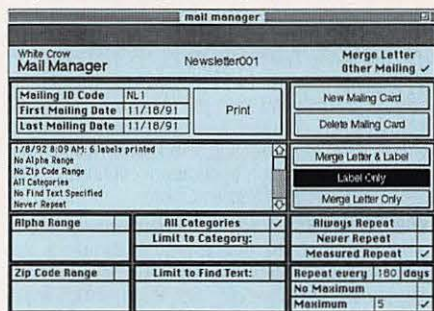 mail manager
White Crow
Mail Manager
Newsletter001
Merge Letter
Other Mailing ✓
Mailing ID Code NL1
First Mailing Date 11/18/91
Last Mailing Date 11/18/91
Print
New Mailing Card
Delete Mailing Card
1/8/92 8:09 AM: 6 labels printed
No Alpha Range
No Zip Code Range
All Categories
No Find Text Specified
Never Repeat
Merge Letter & Label
Label Only
Merge Letter Only
Alpha Range
All Categories ✓
Limit to Category:
Always Repeat
Never Repeat
Measured Repeat ✓
Zip Code Range
Limit to Find Text:
Repeat every 180 days
No Maximum
Maximum 5 ✓